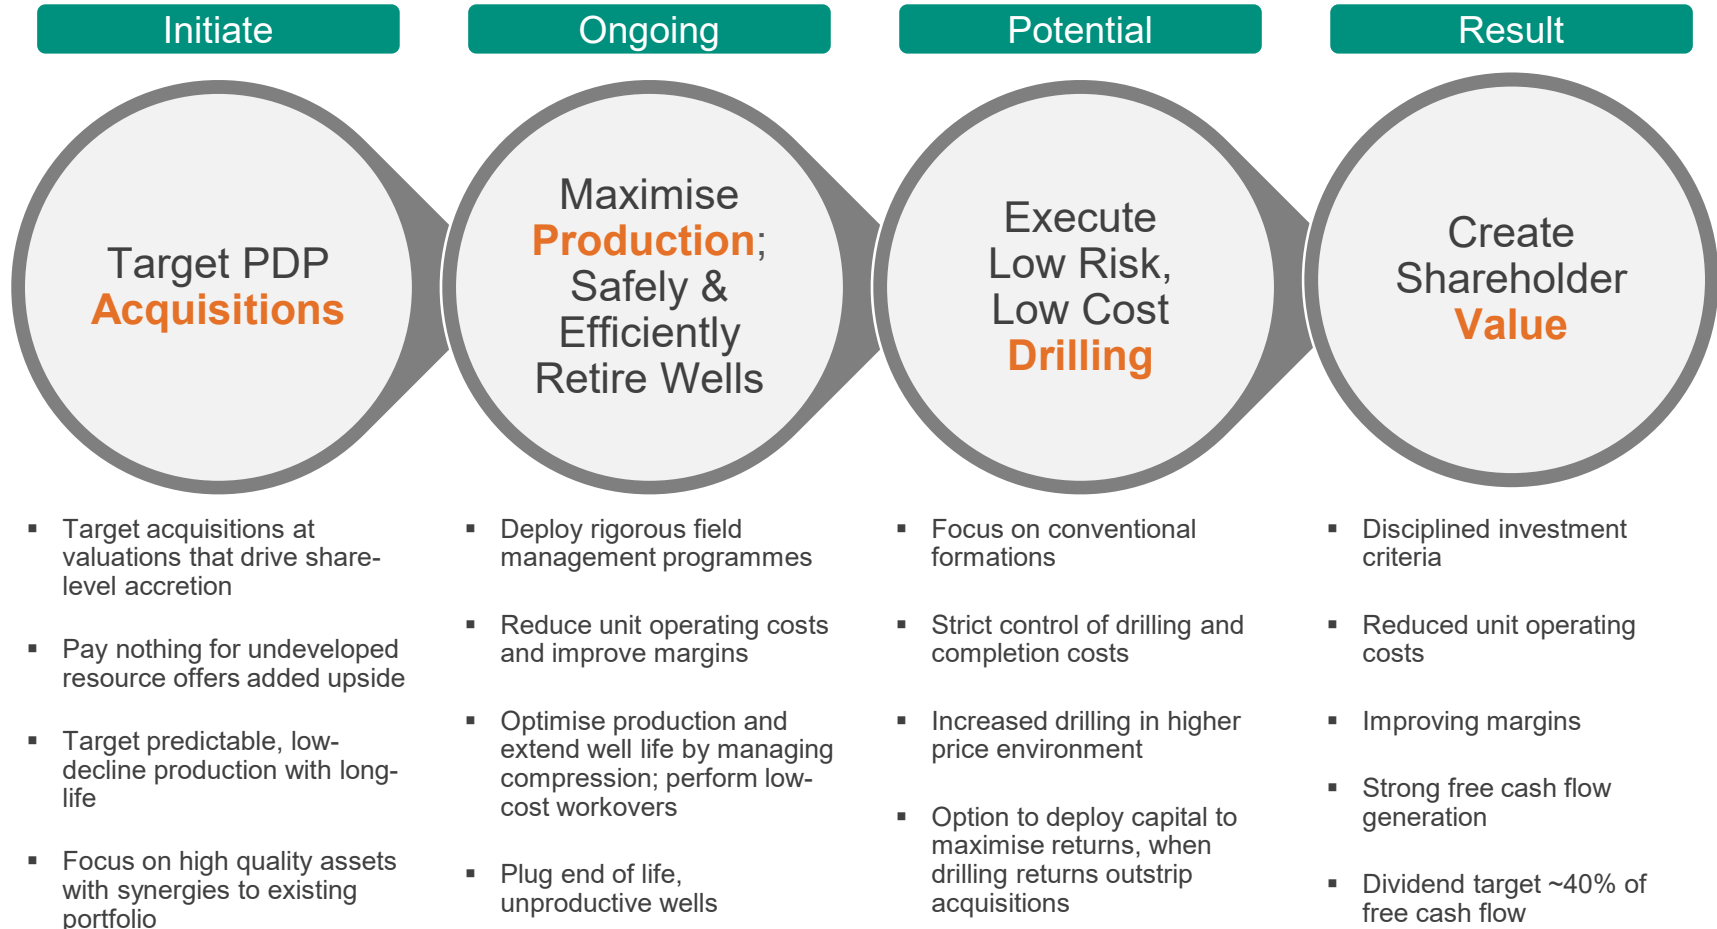 Initiate
Ongoing
Potential
Result
Target PDP
Acquisitions
Maximise
Production;
Safely &
Efficiently
Retire Wells
Execute
Low Risk,
Low Cost
Drilling
Create
Shareholder
Value
▪ Target acquisitions at
valuations that drive share-
level accretion
▪ Pay nothing for undeveloped
resource offers added upside
▪ Target predictable, low-
decline production with long-
life
▪ Focus on high quality assets
with synergies to existing
portfolio
▪ Deploy rigorous field
management programmes
▪ Reduce unit operating costs
and improve margins
▪ Optimise production and
extend well life by managing
compression; perform low-
cost workovers
▪ Plug end of life,
unproductive wells
▪ Focus on conventional
formations
▪ Strict control of drilling and
completion costs
▪ Increased drilling in higher
price environment
▪ Option to deploy capital to
maximise returns, when
drilling returns outstrip
acquisitions
▪ Disciplined investment
criteria
▪ Reduced unit operating
costs
▪ Improving margins
▪ Strong free cash flow
generation
▪ Dividend target ~40% of
free cash flow